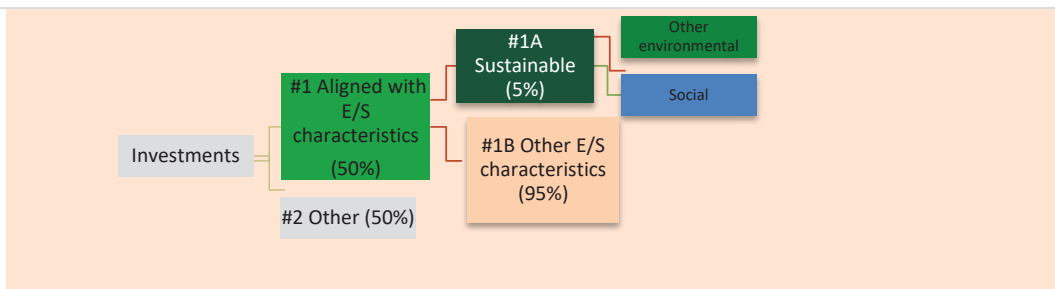 Investments
#1 Aligned with
E/S
characteristics
(50%)
#2 Other (50%)
#1A
Sustainable
(5%)
#1B Other E/S
characteristics
(95%)
Other
environmental
Social